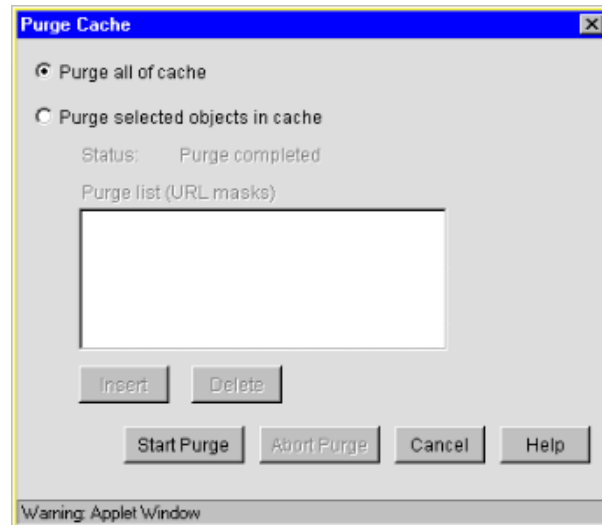 Purge Cache
Purge all of cache
Purge selected objects in cache
Status: Purge completed
Purge list (URL masks)
Insert Delete
Start Purge Abort Purge Cancel Help
Warning: Applet Window